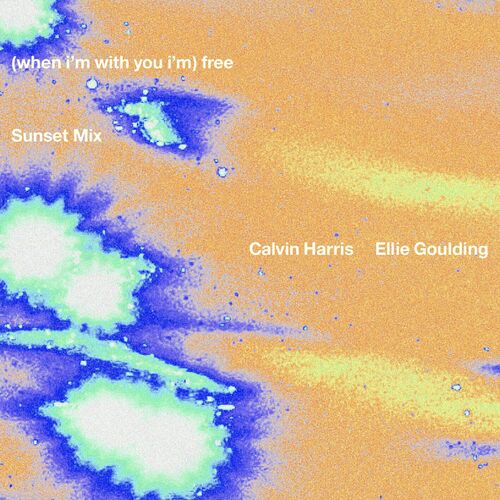 (when i'm with you i'm) free
Sunset Mix
Calvin Harris Ellie Goulding